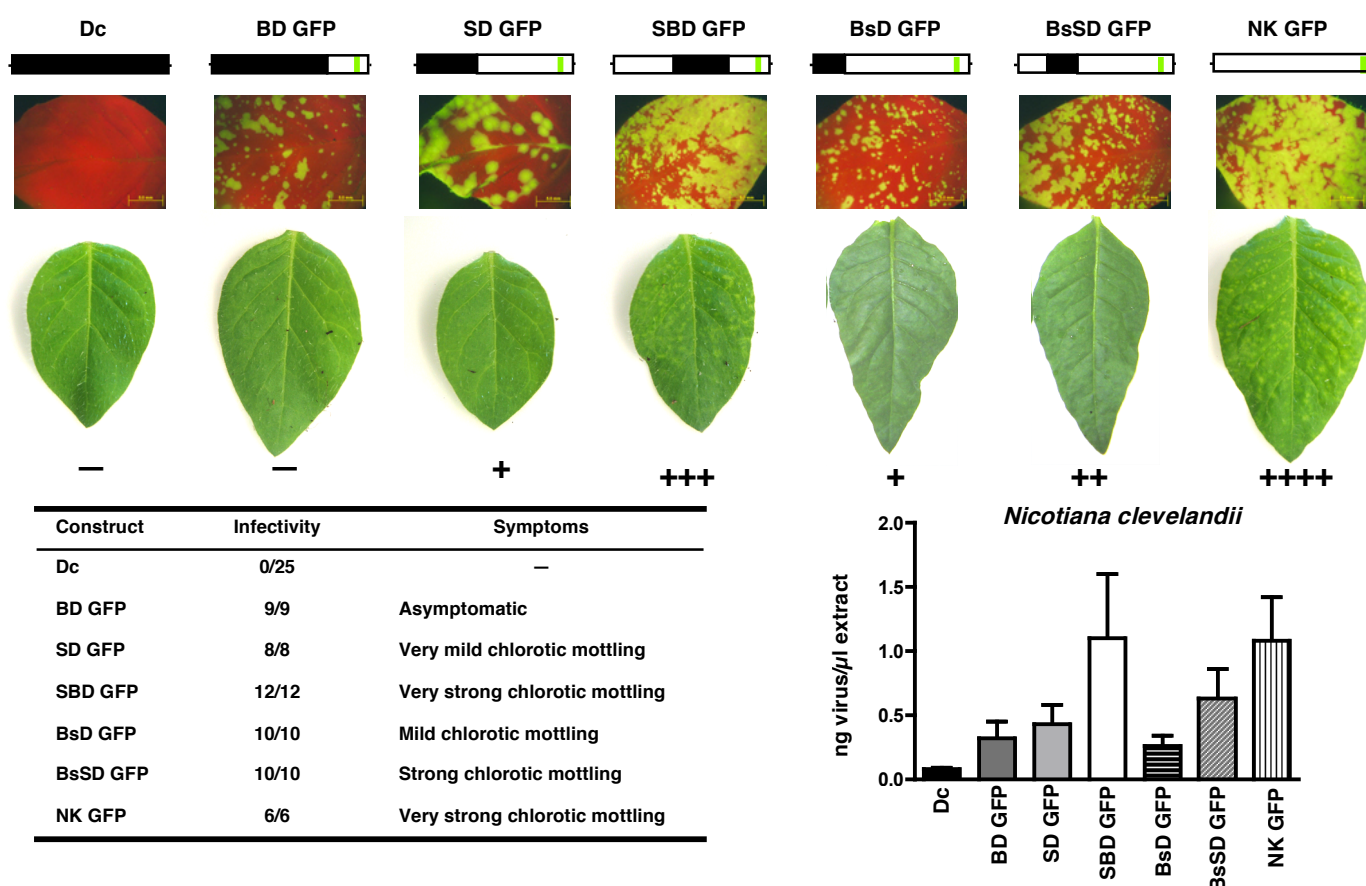 Dc BD GFP SD GFP SBD GFP BsD GFP BsSD GFP NK GFP
— — + +++ + ++ ++++
Construct Infectivity Symptoms
Dc 0/25 —
BD GFP 9/9 Asymptomatic
SD GFP 8/8 Very mild chlorotic mottling
SBD GFP 12/12 Very strong chlorotic mottling
BsD GFP 10/10 Mild chlorotic mottling
BsSD GFP 10/10 Strong chlorotic mottling
NK GFP 6/6 Very strong chlorotic mottling
Nicotiana clevelandii
ng virus/µl extract
2.0
1.5
1.0
0.5
0.0
Dc
BD GFP
SD GFP
SBD GFP
BsD GFP
BsSD GFP
NK GFP